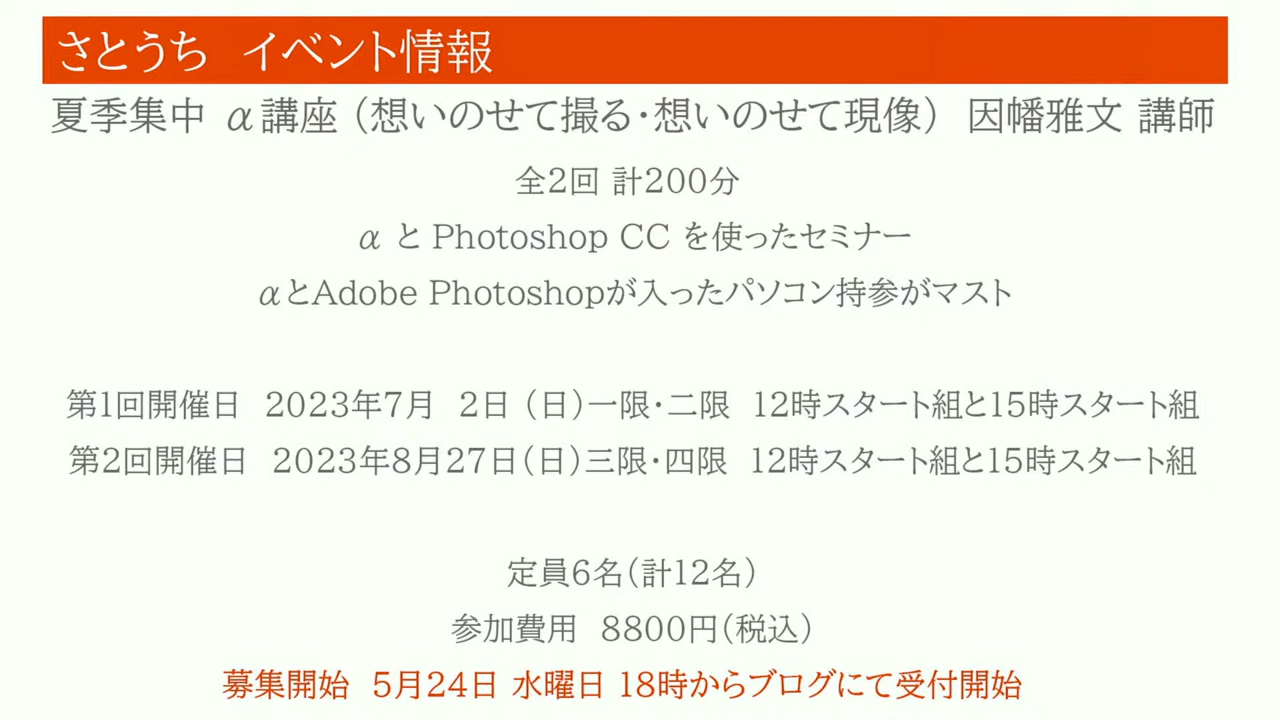 さとうち　イベント情報
夏季集中 α講座（想いのせて撮る・想いのせて現像） 因幡雅文 講師
全2回 計200分
α と Photoshop CC を使ったセミナー
αとAdobe Photoshopが入ったパソコン持参がマスト
第1回開催日　2023年7月　2日（日）一限・二限　12時スタート組と15時スタート組
第2回開催日　2023年8月27日（日）三限・四限　12時スタート組と15時スタート組
定員6名（計12名）
参加費用　8800円（税込）
募集開始　5月24日 水曜日 18時からブログにて受付開始